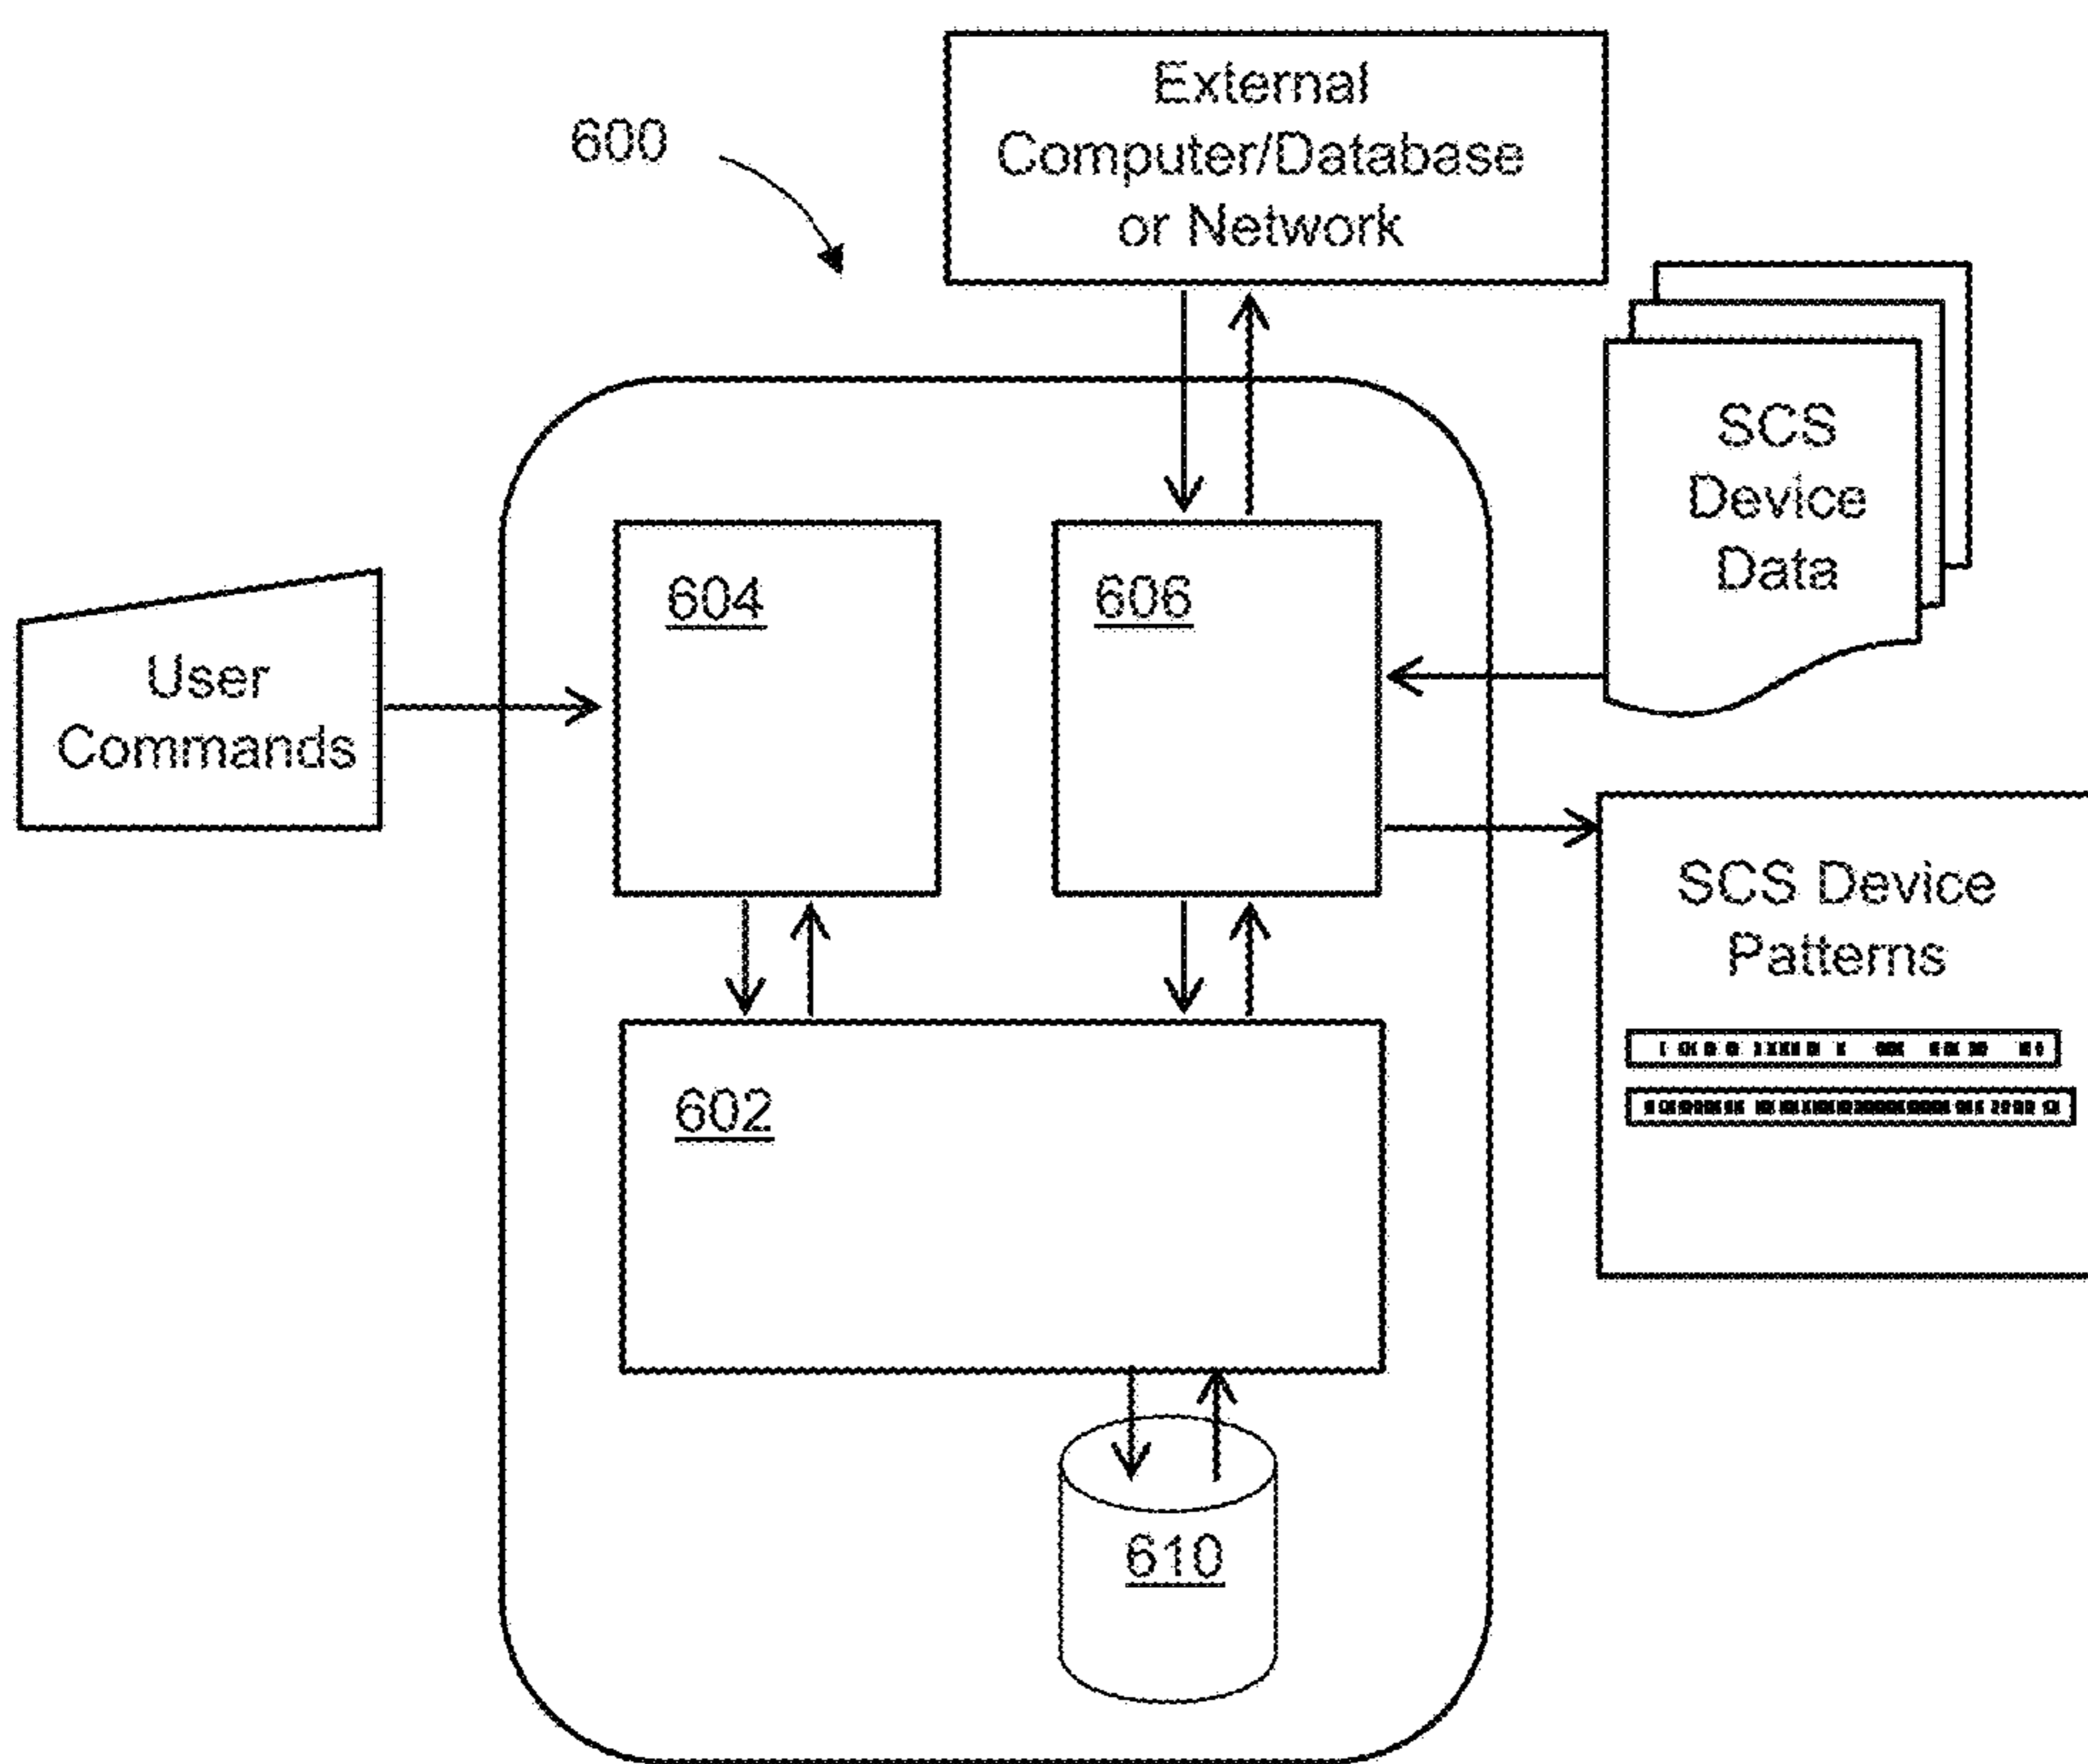 External
Computer/Database
or Network
600
SCS
Device
Data
604
606
User
Commands
SCS Device
Patterns
602
610